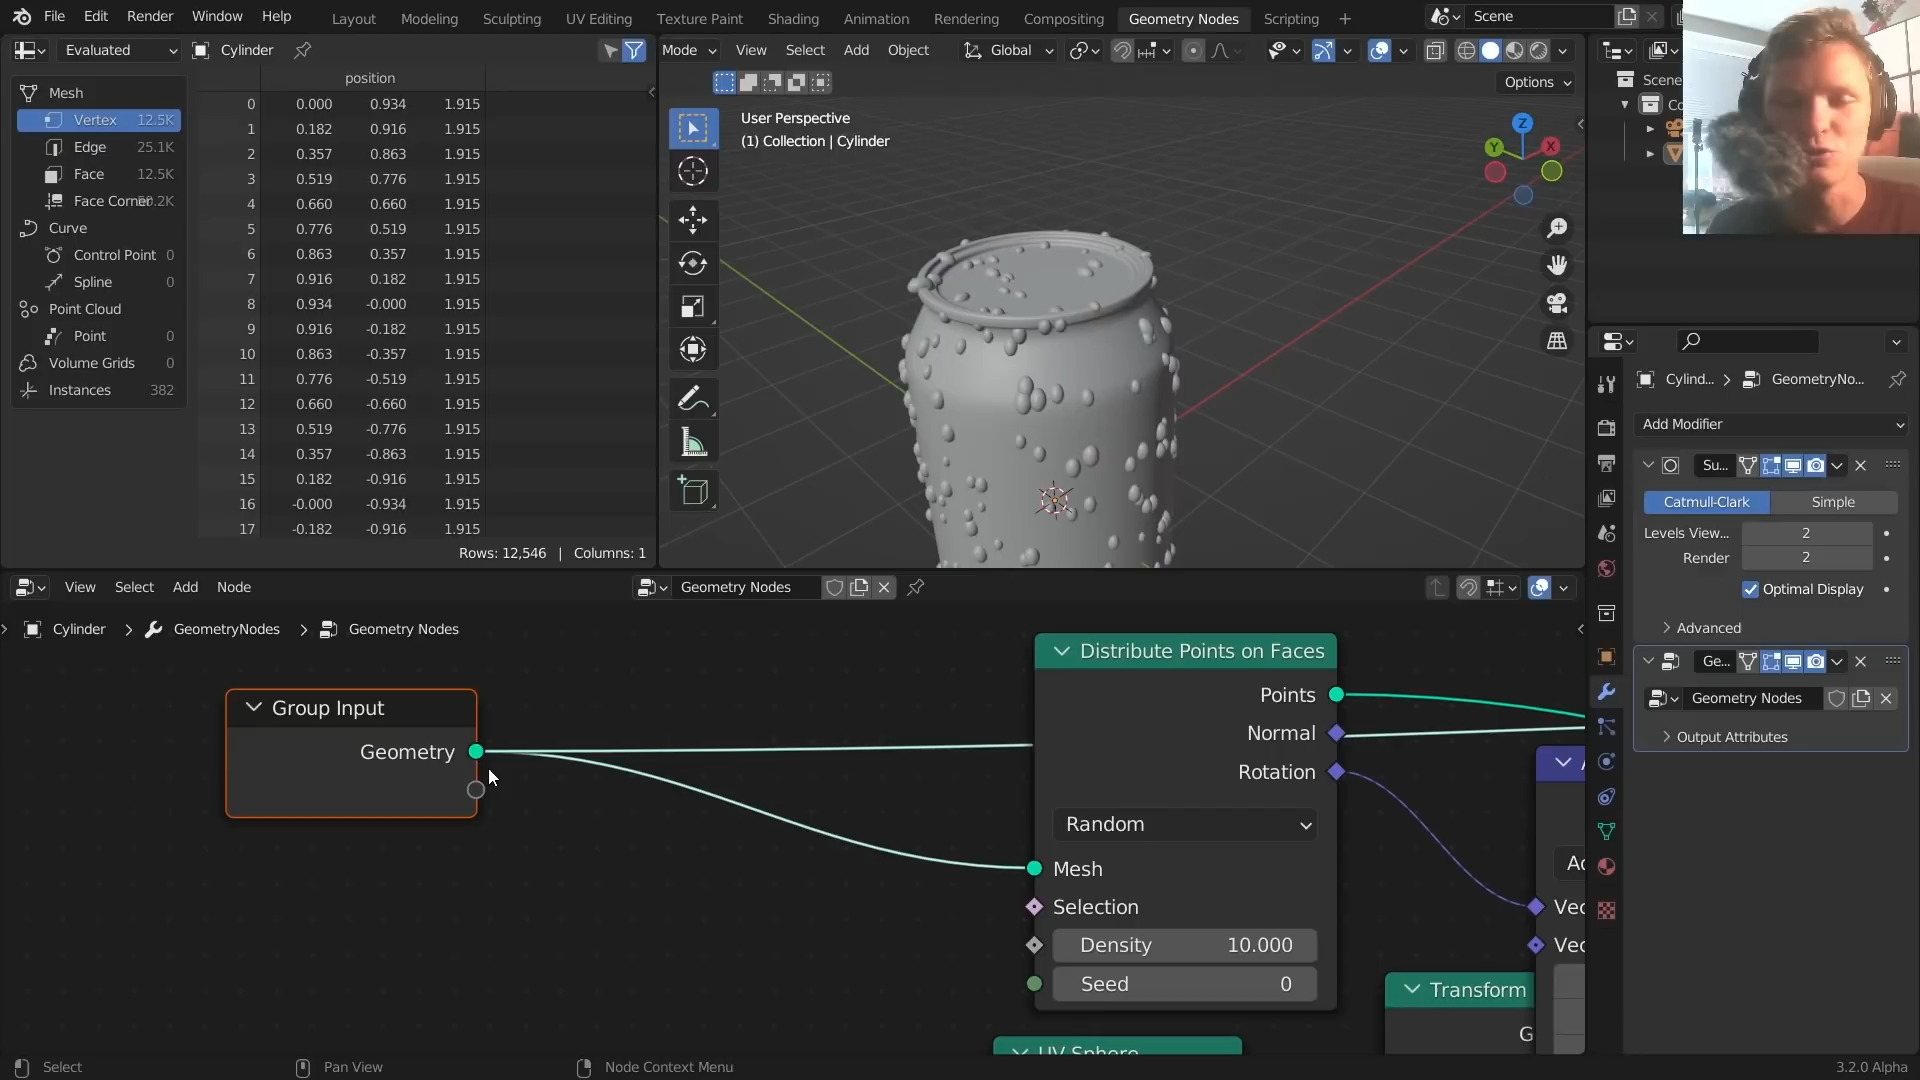 File Edit Render Window Help Layout Modeling Sculpting UV Editing Texture Paint Shading Animation Rendering Compositing Geometry Nodes Scripting + Scene
Evaluated Cylinder
Mode View Select Add Object Global
Options
Mesh
Vertex 12.5K
Edge 25.1K
Face 12.5K
Face Corner
Curve
Control Point 0
Spline 0
Point Cloud
Point 0
Volume Grids 0
Instances 382
position
0 0.000 0.934 1.915
1 0.182 0.916 1.915
2 0.357 0.863 1.915
3 0.519 0.776 1.915
4 0.660 0.660 1.915
5 0.776 0.519 1.915
6 0.863 0.357 1.915
7 0.916 0.182 1.915
8 0.934 -0.000 1.915
9 0.916 -0.182 1.915
10 0.863 -0.357 1.915
11 0.776 -0.519 1.915
12 0.660 -0.660 1.915
13 0.519 -0.776 1.915
14 0.357 -0.863 1.915
15 0.182 -0.916 1.915
16 -0.000 -0.934 1.915
17 -0.182 -0.916 1.915
Rows: 12,546 | Columns: 1
User Perspective
(1) Collection | Cylinder
Z
Y
X
Scene
Co
Cylind... > GeometryNo...
Add Modifier
Su...
Catmull-Clark Simple
Levels View... 2
Render 2
Optimal Display
Advanced
Ge...
Geometry Nodes
Output Attributes
View Select Add Node Geometry Nodes
Cylinder > GeometryNodes > Geometry Nodes
Group Input
Geometry
Distribute Points on Faces
Points
Normal
Rotation
Random
Mesh
Selection
Density 10.000
Seed 0
UV Sphere
Ac
Vec
Vec
Transform
G
Select Pan View Node Context Menu 3.2.0 Alpha